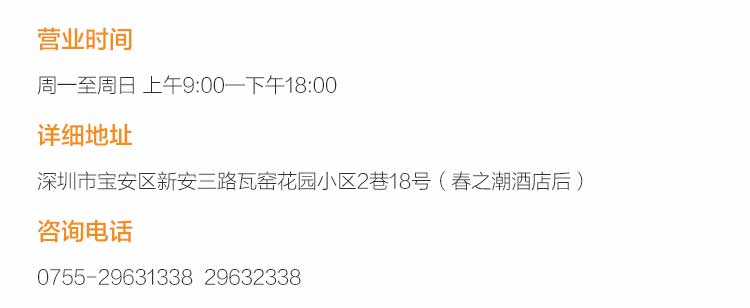 营业时间
周一至周日 上午9:00—下午18:00
详细地址
深圳市宝安区新安三路瓦窑花园小区2巷18号（春之潮酒店后）
咨询电话
0755-29631338  29632338